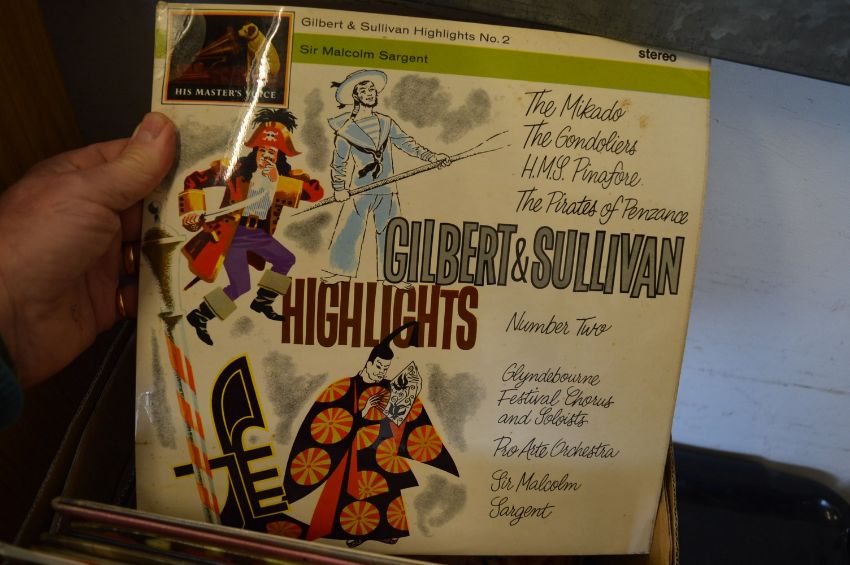 Gilbert & Sullivan Highlights No. 2
Sir Malcolm Sargent
stereo
HIS MASTER'S VOICE
The Mikado
The Gondoliers
H.M.S. Pinafore
The Pirates of Penzance
GILBERT & SULLIVAN
HIGHLIGHTS
Number Two
Glyndebourne
Festival Chorus
and Soloists
Pro Arte Orchestra
Sir Malcolm
Sargent